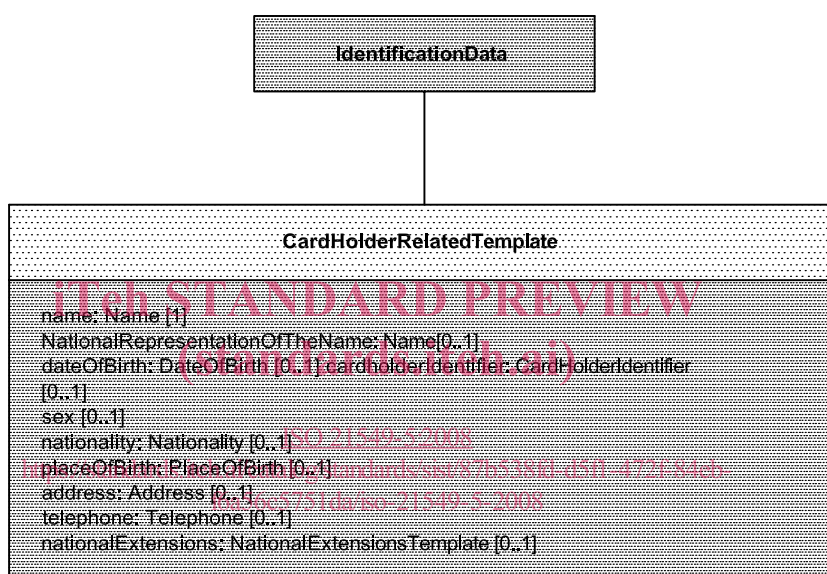 IdentificationData
CardHolderRelatedTemplate
iTeh STANDARD PREVIEW
name: Name [1]
NationalRepresentationOfTheName: Name[0..1]
(standards.iteh.ai)
dateOfBirth: DateOfBirth [0..1] cardholderIdentifier: CardHolderIdentifier
[0..1]
sex [0..1]
nationality: Nationality [0..1]
ISO 21549-5:2008
placeOfBirth: PlaceOfBirth [0..1]
address: Address [0..1]
telephone: Telephone [0..1]
nationalExtensions: NationalExtensionsTemplate [0..1]